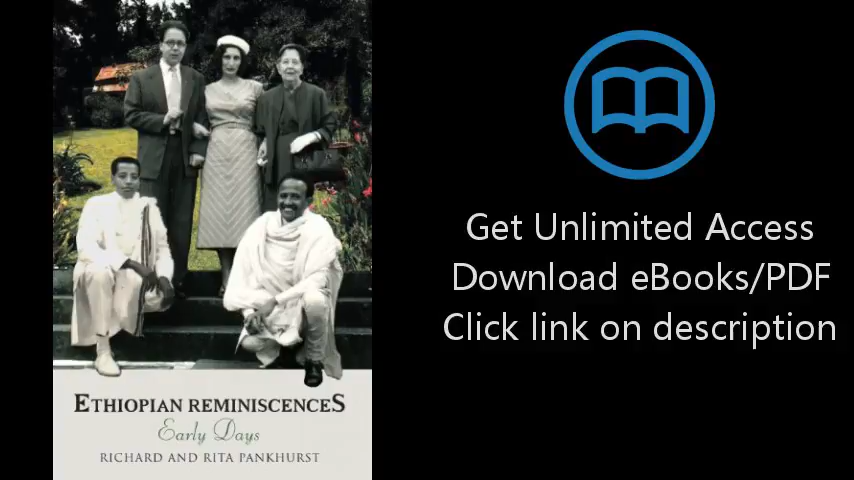 ETHIOPIAN REMINISCENCES
Early Days
RICHARD AND RITA PANKHURST
Get Unlimited Access
Download eBooks/PDF
Click link on description